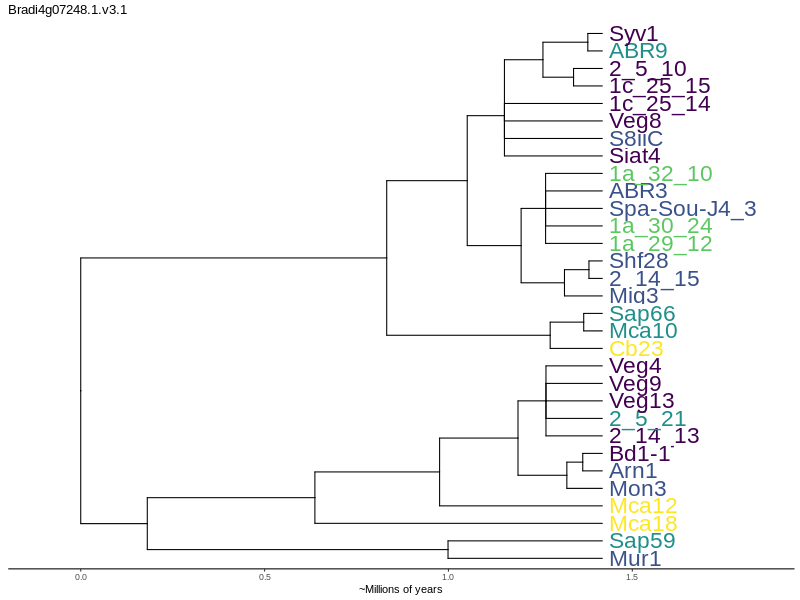 Bradi4g07248.1.v3.1
Syv1
ABR9
2_5_10
1c_25_15
1c_25_14
Veg8
S8iiC
Siat4
1a_32_10
ABR3
Spa-Sou-J4_3
1a_30_24
1a_29_12
Shf28
2_14_15
Mig3
Sap66
Mca10
Cb23
Veg4
Veg9
Veg13
2_5_21
2_14_13
Bd1-1
Arn1
Mon3
Mca12
Mca18
Sap59
Mur1
0.0 0.5 1.0 1.5
~Millions of years